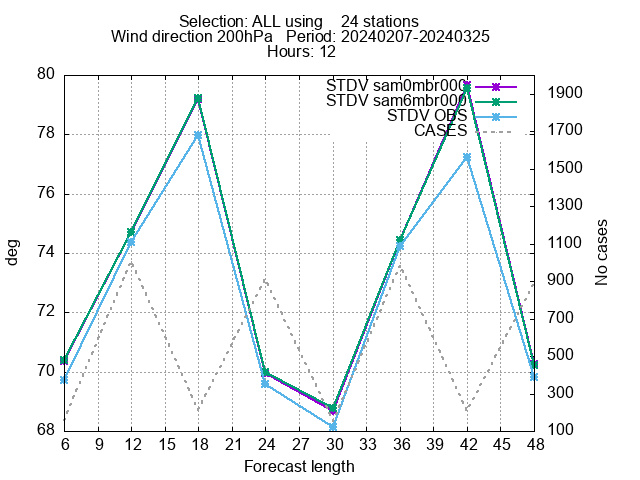 Selection: ALL using    24 stations
Wind direction 200hPa   Period: 20240207-20240325
Hours: 12
STDV sam0mbr000
STDV sam6mbr000
STDV OBS
CASES
80
78
76
74
72
70
68
deg
1900
1700
1500
1300
1100
900
700
500
300
100
No cases
6 9 12 15 18 21 24 27 30 33 36 39 42 45 48
Forecast length